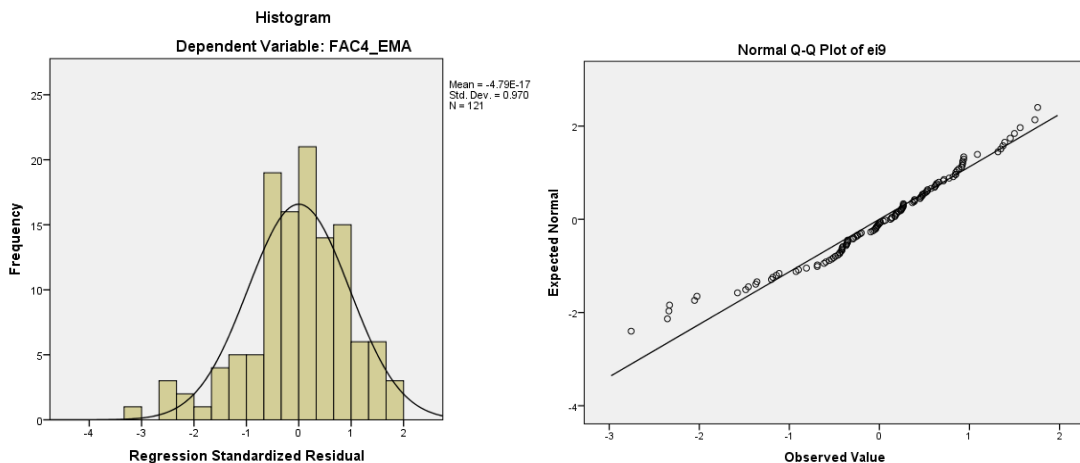 Histogram
Dependent Variable: FAC4_EMA
Mean = -4.79E-17
Std. Dev. = 0.970
N = 121
25
20
15
10
5
0
Frequency
-4 -3 -2 -1 0 1 2
Regression Standardized Residual
Normal Q-Q Plot of ei9
2
0
-2
-4
Expected Normal
-3 -2 -1 0 1 2
Observed Value